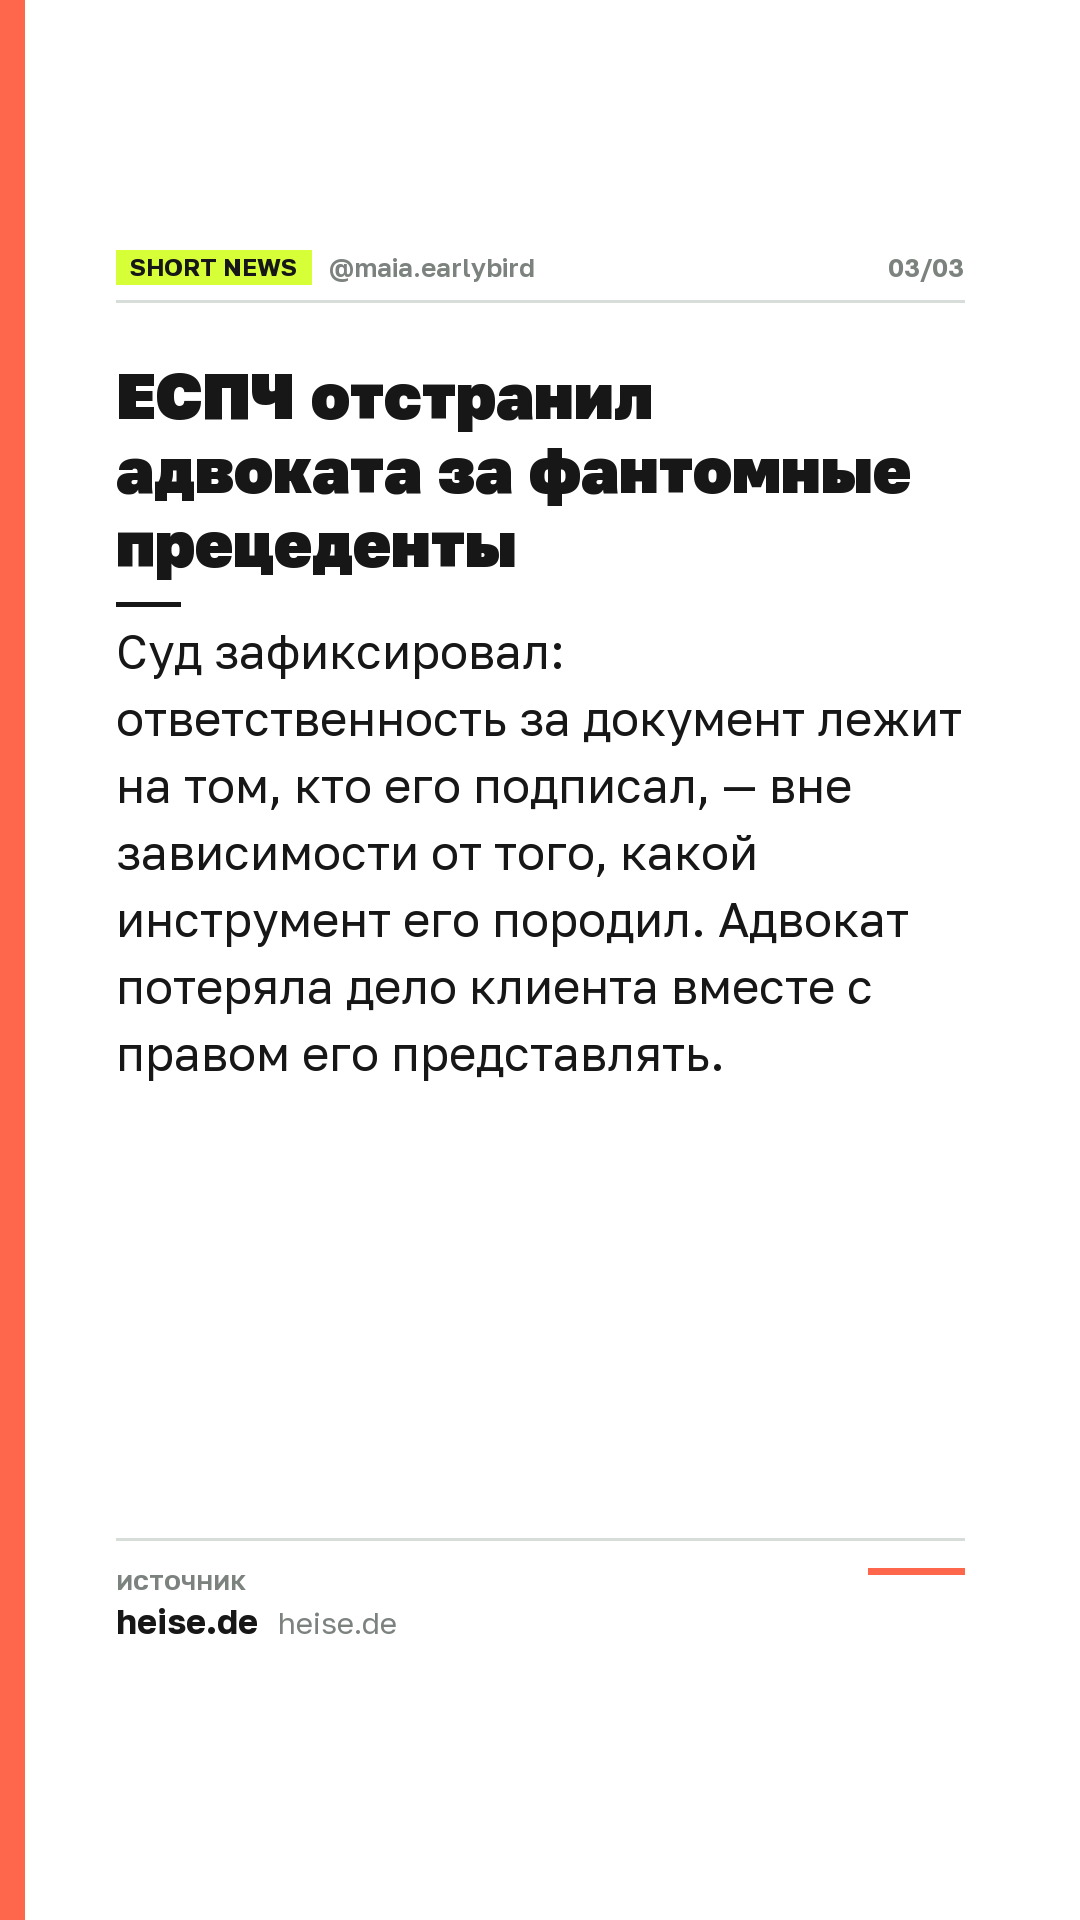 SHORT NEWS @maia.earlybird 03/03
ЕСПЧ отстранил
адвоката за фантомные
прецеденты
Суд зафиксировал:
ответственность за документ лежит
на том, кто его подписал, — вне
зависимости от того, какой
инструмент его породил. Адвокат
потеряла дело клиента вместе с
правом его представлять.
источник
heise.de heise.de